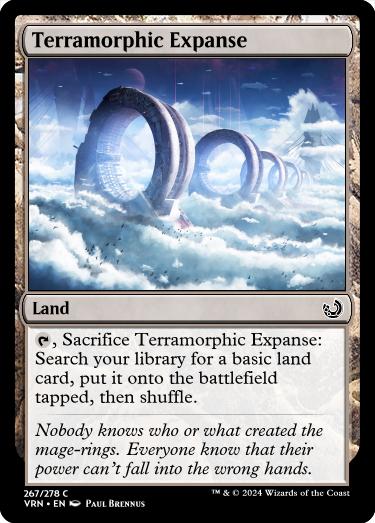 Terramorphic Expanse
Land
, Sacrifice Terramorphic Expanse:
Search your library for a basic land
card, put it onto the battlefield
tapped, then shuffle.
Nobody knows who or what created the
mage-rings. Everyone know that their
power can't fall into the wrong hands.
267/278 C
VRN • EN Paul Brennus
™ & © 2024 Wizards of the Coast